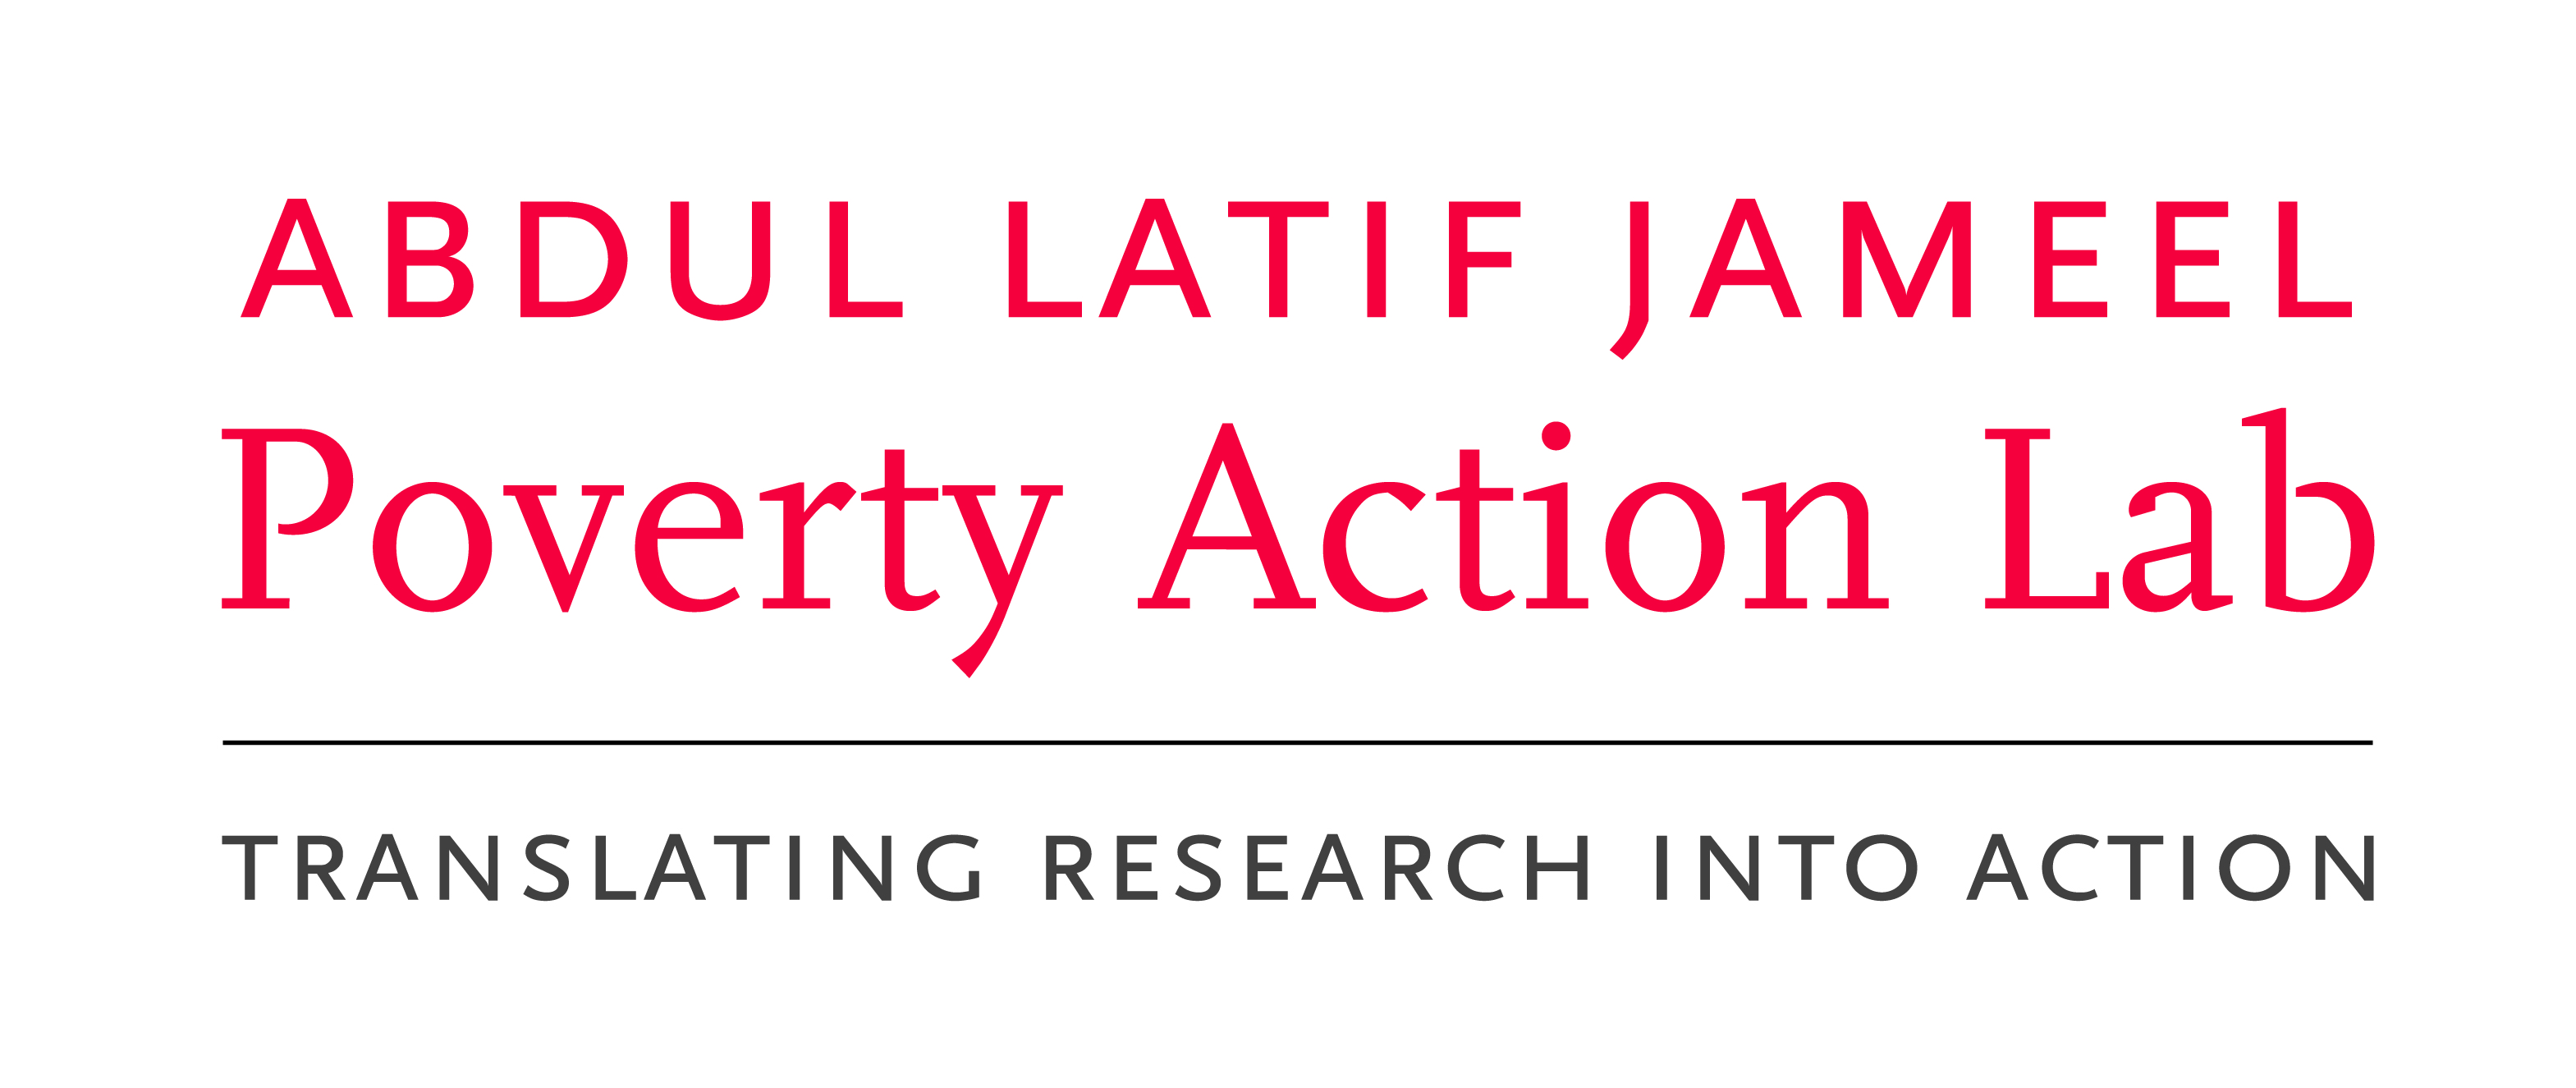 ABDUL LATIF JAMEEL
Poverty Action Lab
TRANSLATING RESEARCH INTO ACTION